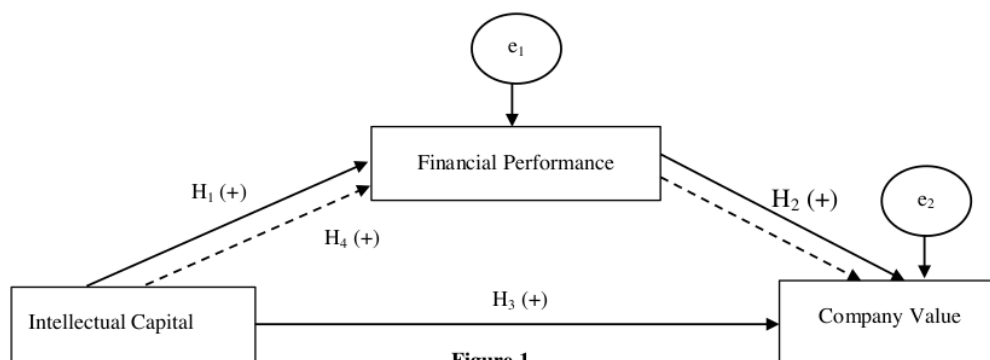 e₁
Financial Performance
H₁ (+)
H₂ (+)
e₂
H₄ (+)
H₃ (+)
Intellectual Capital
Company Value
Figure 1